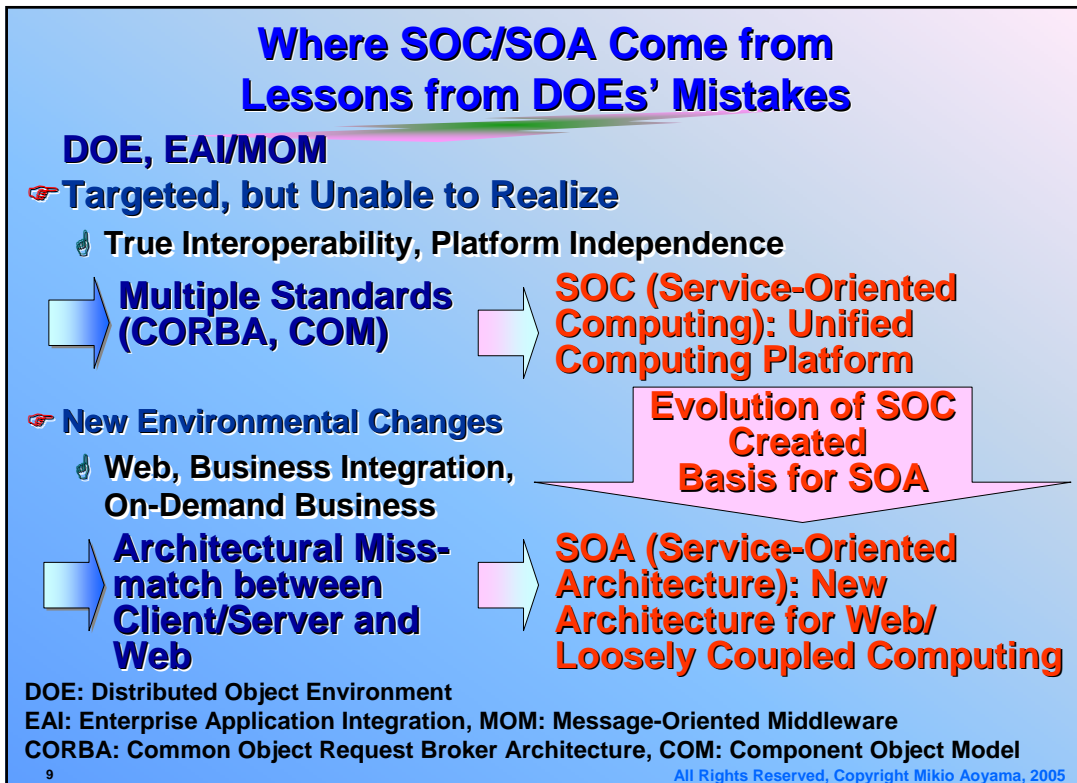 Where SOC/SOA Come from
Lessons from DOEs' Mistakes
DOE, EAI/MOM
Targeted, but Unable to Realize
True Interoperability, Platform Independence
Multiple Standards
(CORBA, COM)
SOC (Service-Oriented
Computing): Unified
Computing Platform
New Environmental Changes
Web, Business Integration,
On-Demand Business
Evolution of SOC
Created
Basis for SOA
Architectural Miss-
match between
Client/Server and
Web
SOA (Service-Oriented
Architecture): New
Architecture for Web/
Loosely Coupled Computing
DOE: Distributed Object Environment
EAI: Enterprise Application Integration, MOM: Message-Oriented Middleware
CORBA: Common Object Request Broker Architecture, COM: Component Object Model
9
All Rights Reserved, Copyright Mikio Aoyama, 2005